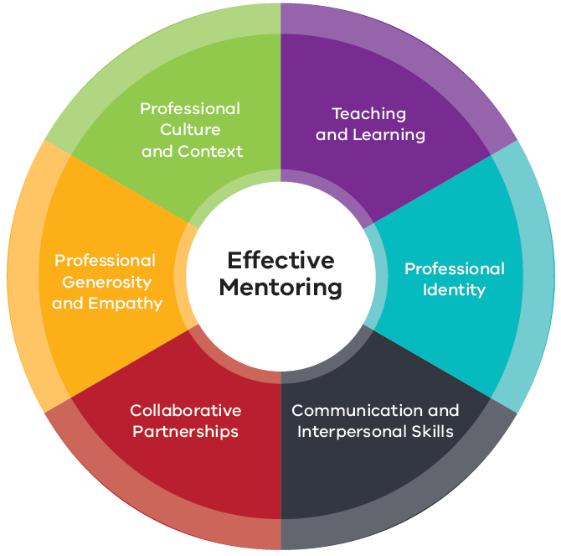 Effective
Mentoring
Teaching
and Learning
Professional
Identity
Communication and
Interpersonal Skills
Collaborative
Partnerships
Professional
Generosity
and Empathy
Professional
Culture
and Context